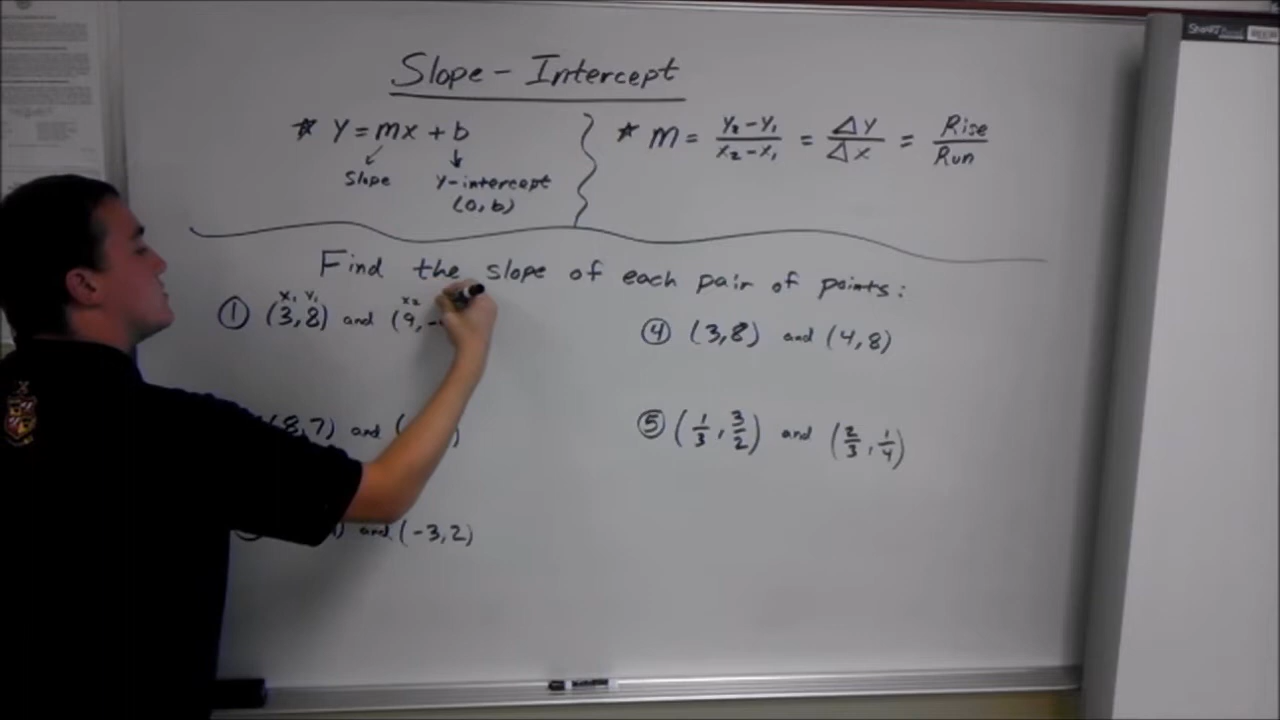 Slope - Intercept
* Y = mx + b
Slope
Y-intercept
(0, b)
* M = Y₂ - Y₁ / X₂ - X₁ = ΔY / ΔX = Rise / Run
Find the slope of each pair of points:
X₁ Y₁ X₂
① (3, 8) and (9, -
(8, 7) and (
) and (-3, 2)
④ (3, 8) and (4, 8)
⑤ (1/3, 3/2) and (2/3, 1/4)
SMART